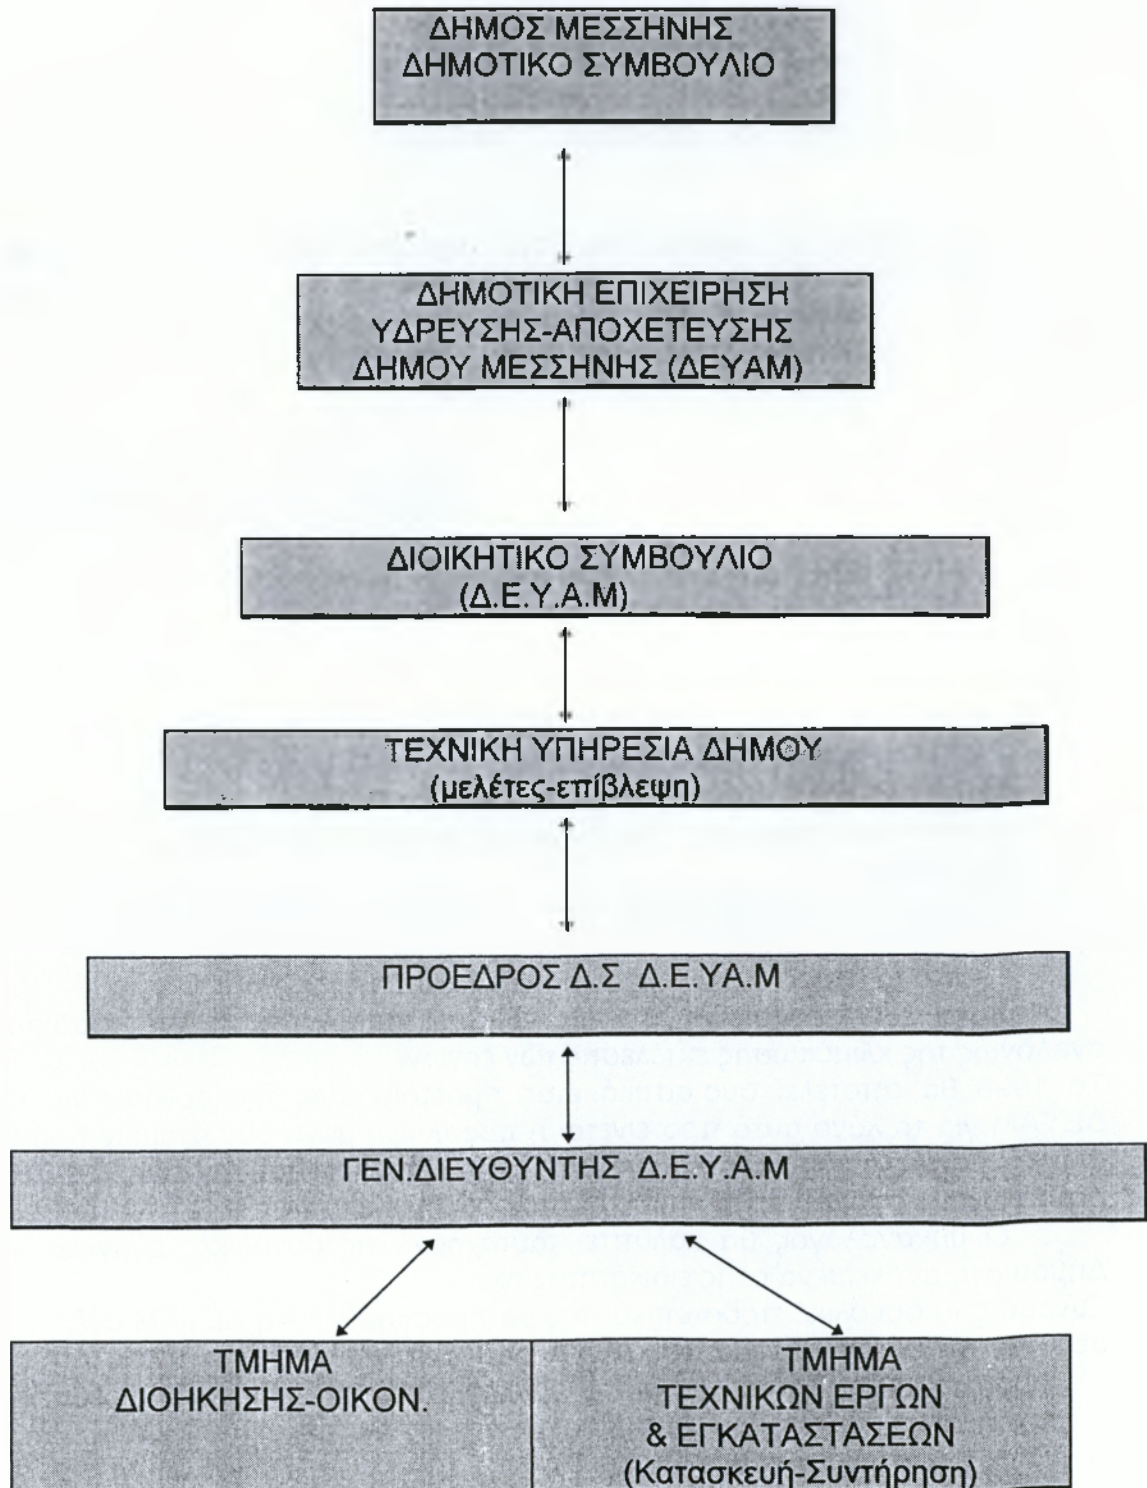 ΔΗΜΟΣ ΜΕΣΣΗΝΗΣ
ΔΗΜΟΤΙΚΟ ΣΥΜΒΟΥΛΙΟ
ΔΗΜΟΤΙΚΗ ΕΠΙΧΕΙΡΗΣΗ
ΥΔΡΕΥΣΗΣ-ΑΠΟΧΕΤΕΥΣΗΣ
ΔΗΜΟΥ ΜΕΣΣΗΝΗΣ (ΔΕΥΑΜ)
ΔΙΟΙΚΗΤΙΚΟ ΣΥΜΒΟΥΛΙΟ
(Δ.Ε.Υ.Α.Μ)
ΤΕΧΝΙΚΗ ΥΠΗΡΕΣΙΑ ΔΗΜΟΥ
(μελέτες-επίβλεψη)
ΠΡΟΕΔΡΟΣ Δ.Σ Δ.Ε.ΥΑ.Μ
ΓΕΝ.ΔΙΕΥΘΥΝΤΗΣ Δ.Ε.Υ.Α.Μ
ΤΜΗΜΑ
ΔΙΟΗΚΗΣΗΣ-ΟΙΚΟΝ.
ΤΜΗΜΑ
ΤΕΧΝΙΚΩΝ ΕΡΓΩΝ
& ΕΓΚΑΤΑΣΤΑΣΕΩΝ
(Κατασκευή-Συντήρηση)